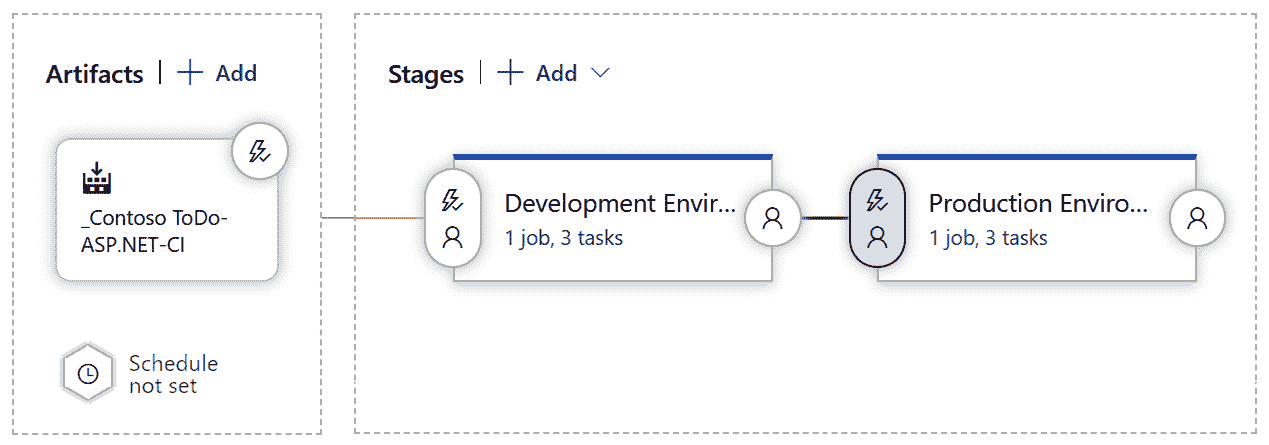 Artifacts | + Add
_Contoso ToDo-
ASP.NET-CI
Schedule
not set
Stages | + Add
Development Envir...
1 job, 3 tasks
Production Enviro...
1 job, 3 tasks